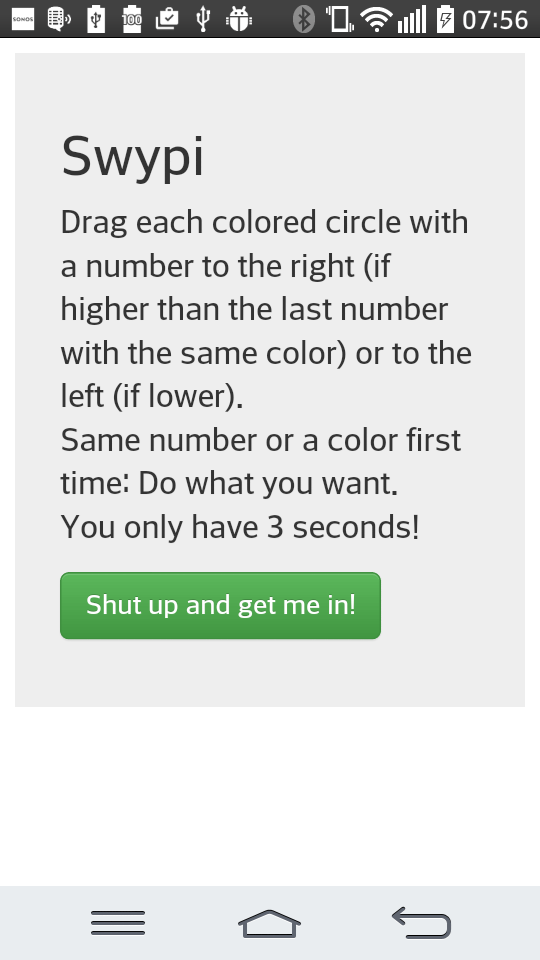 SONOS 100 07:56
Swypi
Drag each colored circle with
a number to the right (if
higher than the last number
with the same color) or to the
left (if lower).
Same number or a color first
time: Do what you want.
You only have 3 seconds!
Shut up and get me in!